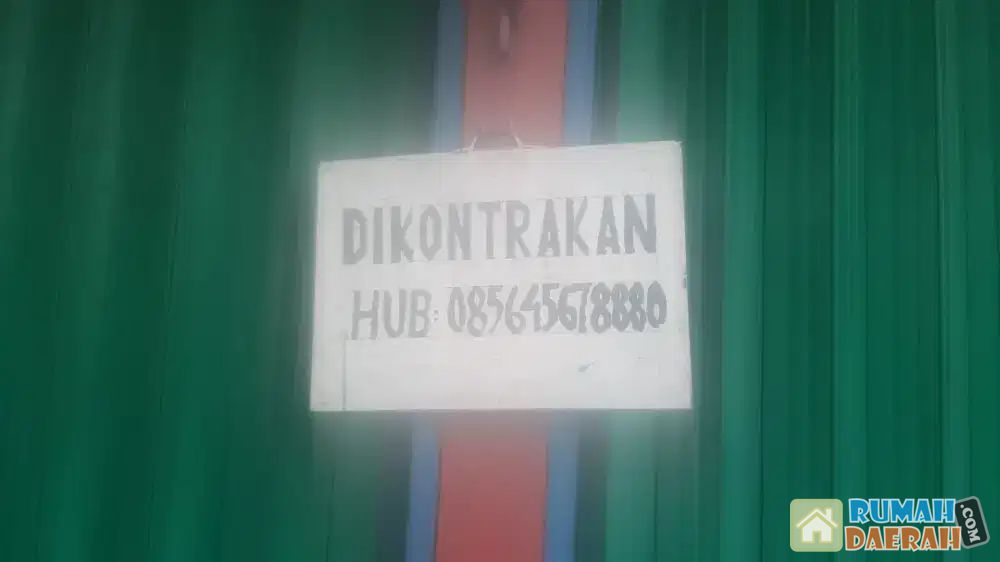 DIKONTRAKAN
HUB: 085645678880
RUMAH
DAERAH.COM